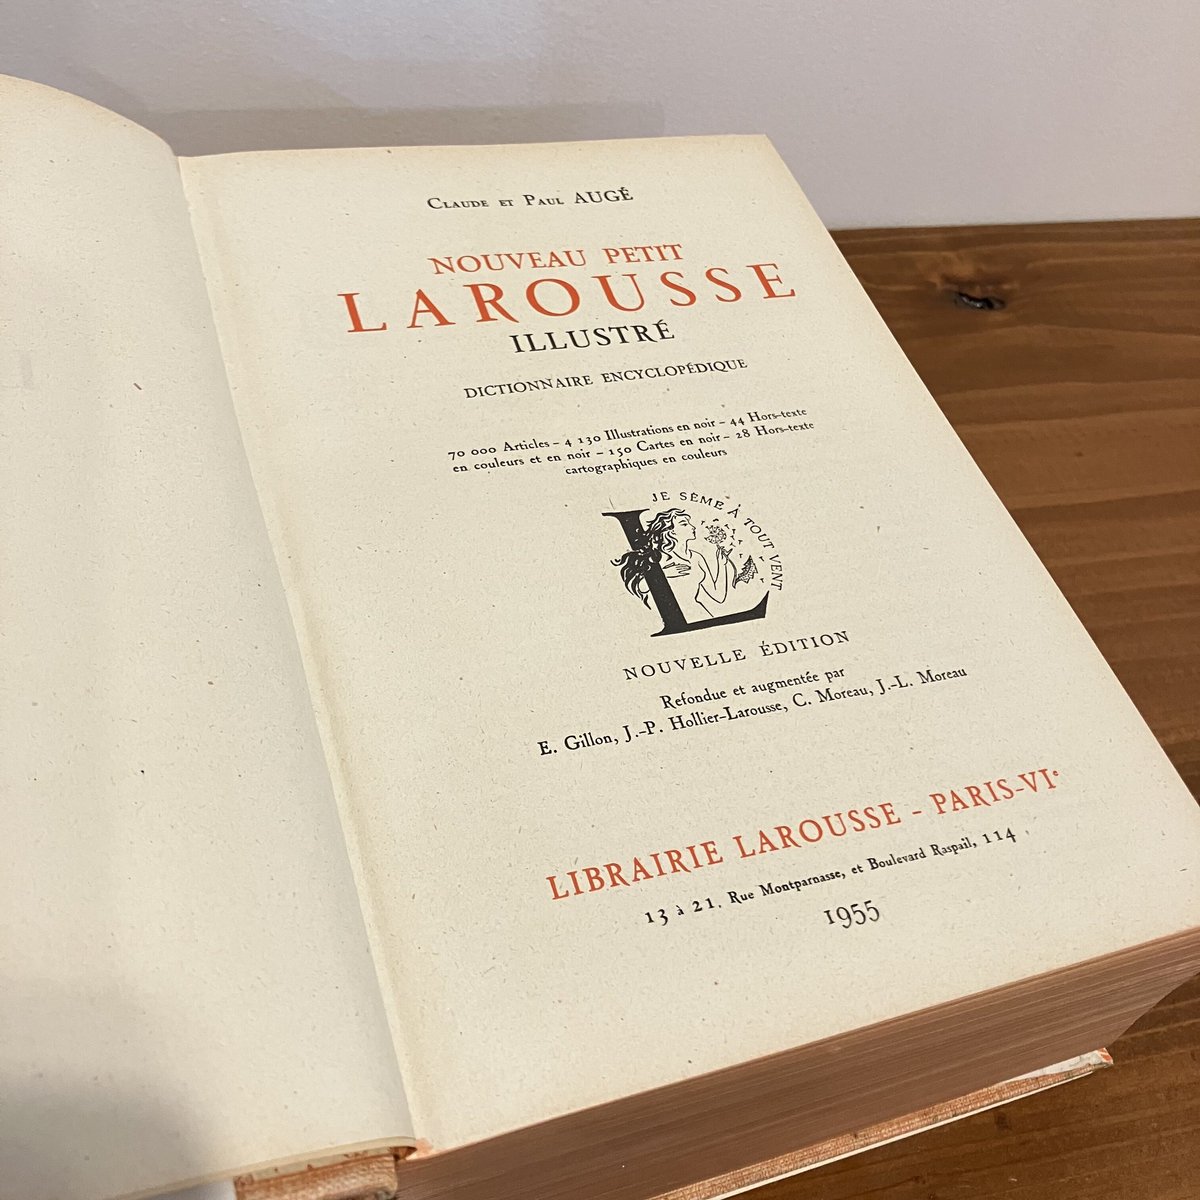 Claude et Paul AUGÉ
NOUVEAU PETIT
LAROUSSE
ILLUSTRÉ
DICTIONNAIRE ENCYCLOPÉDIQUE
70 000 Articles – 4 130 Illustrations en noir – 44 Hors-texte
en couleurs et en noir – 150 Cartes en noir – 28 Hors-texte
cartographiques en couleurs
JE SÈME À TOUT VENT
NOUVELLE ÉDITION
Refondue et augmentée par
E. Gillon, J.-P. Hollier-Larousse, C. Moreau, J.-L. Moreau
LIBRAIRIE LAROUSSE - PARIS-VIe
13 à 21, Rue Montparnasse, et Boulevard Raspail, 114
1955